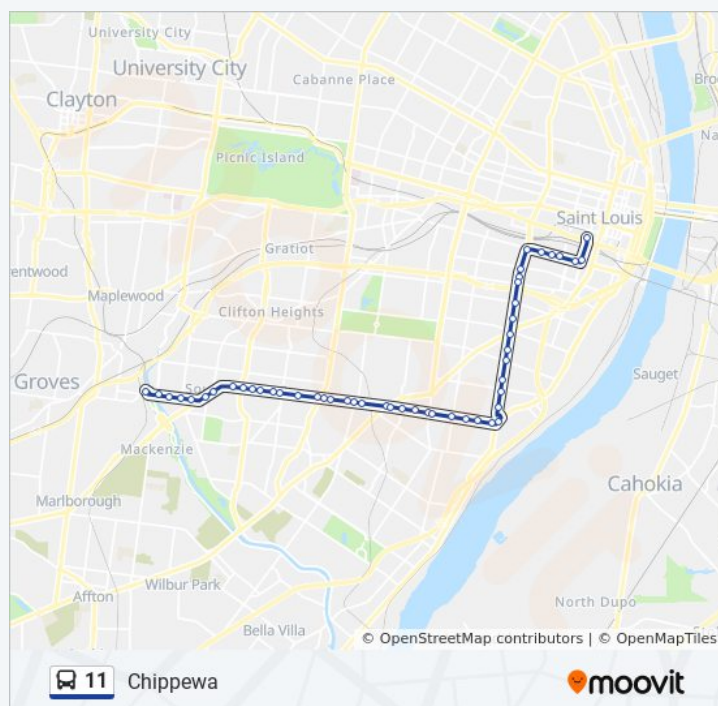 University City
University City
Cabanne Place
Clayton
Picnic Island
Saint Louis
Gratiot
Maplewood
Clifton Heights
Groves
Sauget
Mackenzie
Cahokia
Marlborough
Wilbur Park
Affton
North Dupo
Bella Villa
© OpenStreetMap contributors | © OpenMapTiles
11 Chippewa
moovit